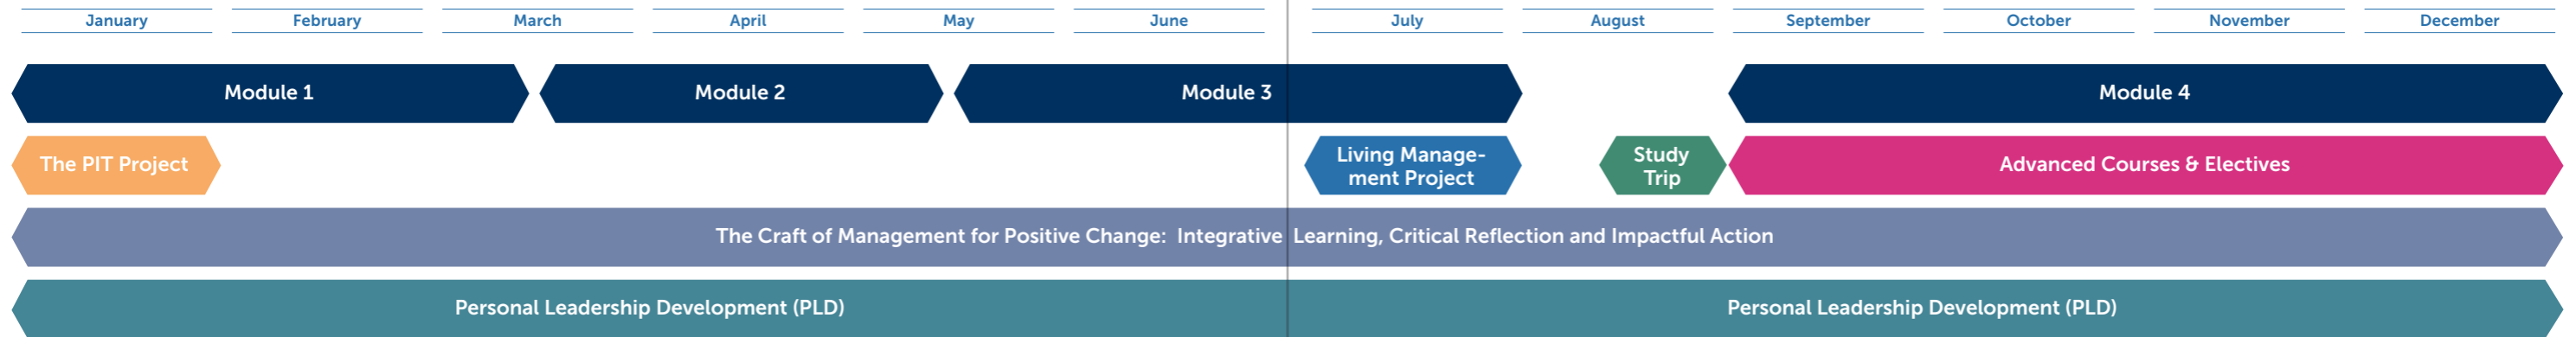 January February March April May June July August September October November December
Module 1 Module 2 Module 3 Module 4
The PIT Project
Living Manage-
ment Project
Study
Trip
Advanced Courses & Electives
The Craft of Management for Positive Change: Integrative Learning, Critical Reflection and Impactful Action
Personal Leadership Development (PLD) Personal Leadership Development (PLD)